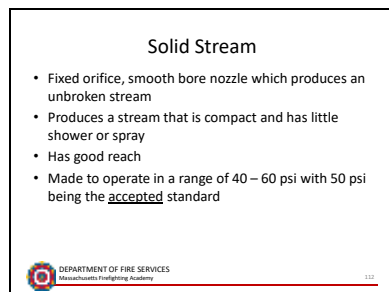 Solid Stream
• Fixed orifice, smooth bore nozzle which produces an
unbroken stream
• Produces a stream that is compact and has little
shower or spray
• Has good reach
• Made to operate in a range of 40 – 60 psi with 50 psi
being the accepted standard
DEPARTMENT OF FIRE SERVICES
Massachusetts Firefighting Academy
112